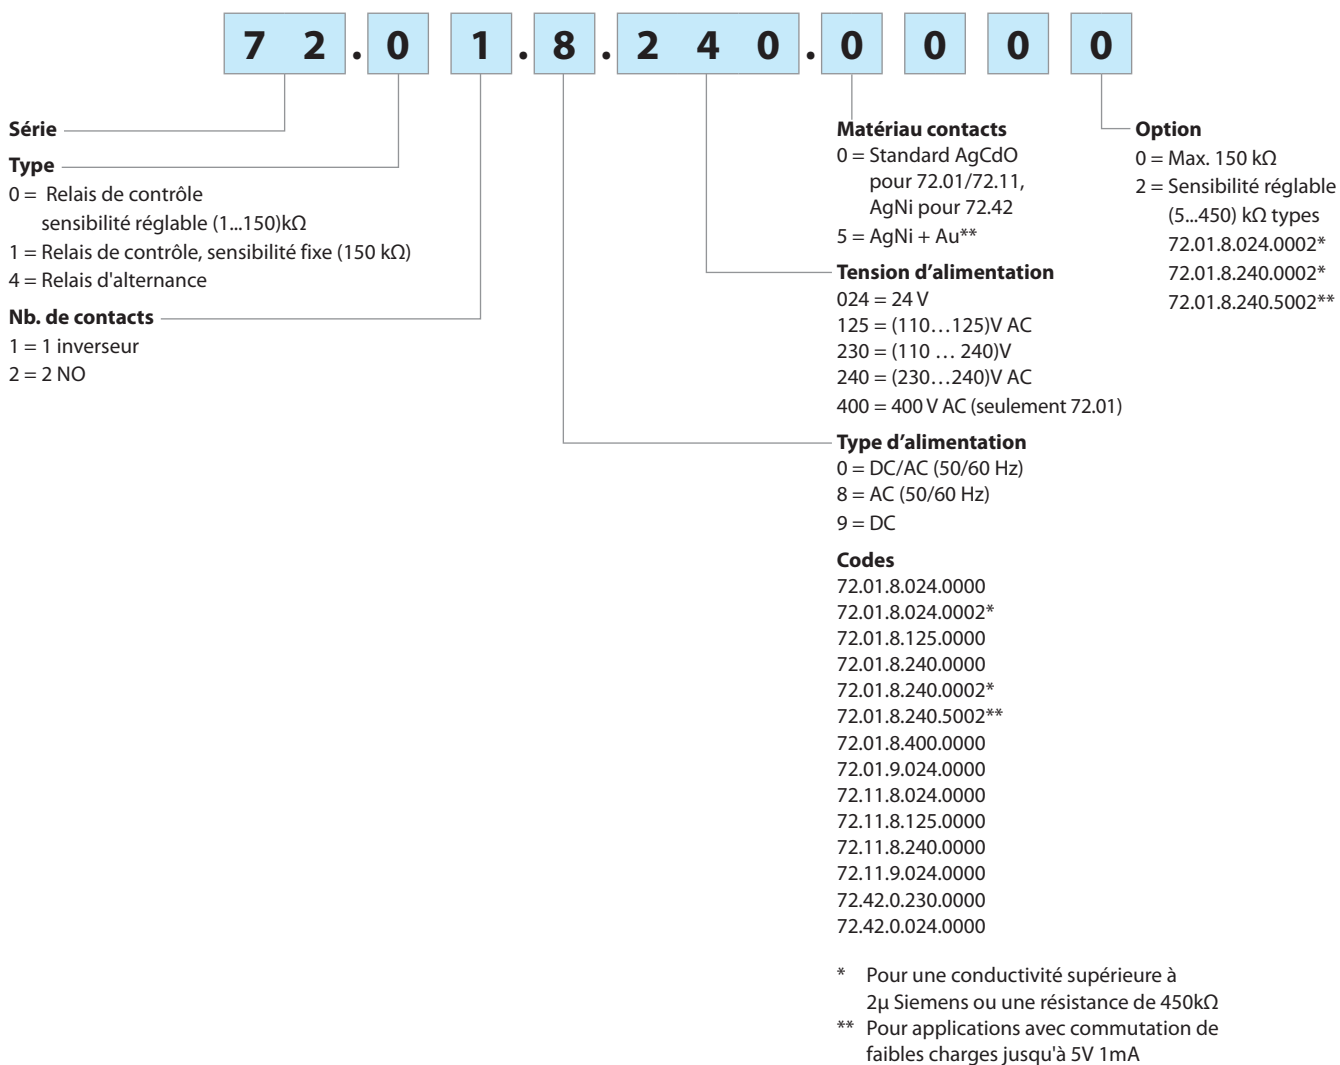 7 2 . 0 1 . 8 . 2 4 0 . 0 0 0 0
Série
Type
0 = Relais de contrôle
sensibilité réglable (1...150)kΩ
1 = Relais de contrôle, sensibilité fixe (150 kΩ)
4 = Relais d'alternance
Nb. de contacts
1 = 1 inverseur
2 = 2 NO
Matériau contacts
0 = Standard AgCdO
pour 72.01/72.11,
AgNi pour 72.42
5 = AgNi + Au**
Tension d’alimentation
024 = 24 V
125 = (110…125)V AC
230 = (110 … 240)V
240 = (230…240)V AC
400 = 400 V AC (seulement 72.01)
Type d’alimentation
0 = DC/AC (50/60 Hz)
8 = AC (50/60 Hz)
9 = DC
Codes
72.01.8.024.0000
72.01.8.024.0002*
72.01.8.125.0000
72.01.8.240.0000
72.01.8.240.0002*
72.01.8.240.5002**
72.01.8.400.0000
72.01.9.024.0000
72.11.8.024.0000
72.11.8.125.0000
72.11.8.240.0000
72.11.9.024.0000
72.42.0.230.0000
72.42.0.024.0000
* Pour une conductivité supérieure à
2μ Siemens ou une résistance de 450kΩ
** Pour applications avec commutation de
faibles charges jusqu'à 5V 1mA
Option
0 = Max. 150 kΩ
2 = Sensibilité réglable
(5...450) kΩ types
72.01.8.024.0002*
72.01.8.240.0002*
72.01.8.240.5002**